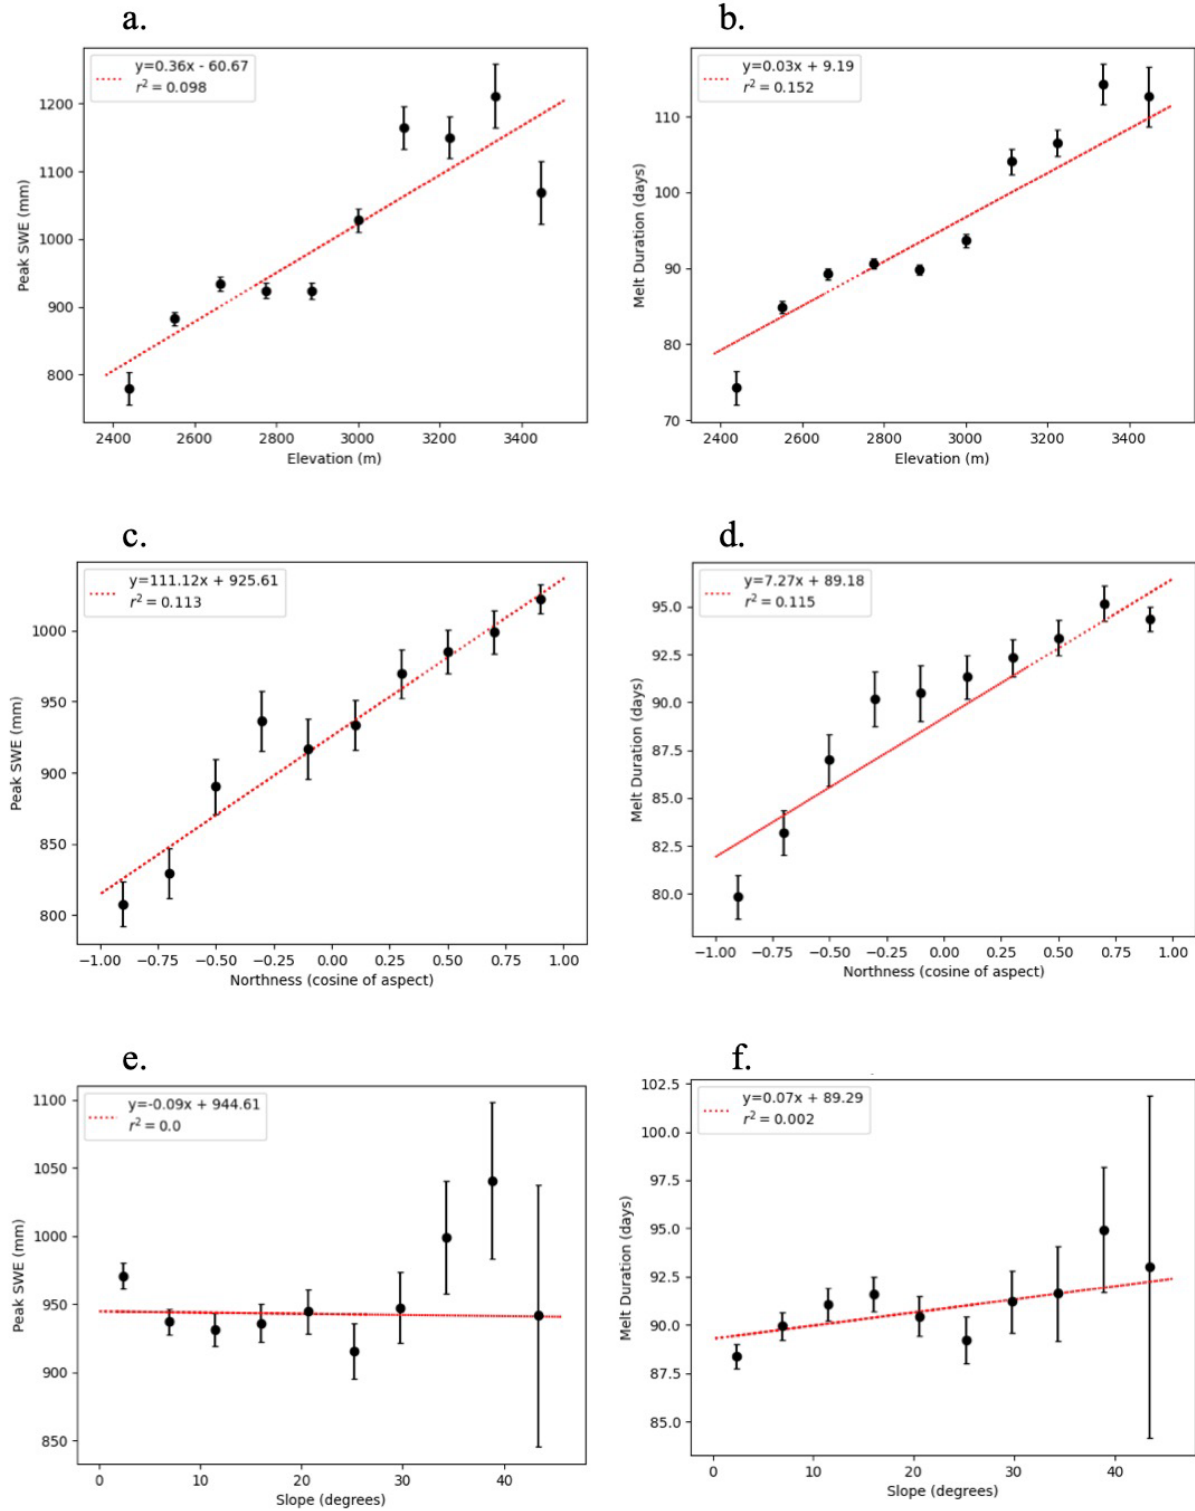 a.
y=0.36x - 60.67
r² = 0.098
1200
1100
1000
900
800
Peak SWE (mm)
2400 2600 2800 3000 3200 3400
Elevation (m)
b.
y=0.03x + 9.19
r² = 0.152
110
100
90
80
70
Melt Duration (days)
2400 2600 2800 3000 3200 3400
Elevation (m)
c.
y=111.12x + 925.61
r² = 0.113
1000
950
900
850
800
Peak SWE (mm)
−1.00 −0.75 −0.50 −0.25 0.00 0.25 0.50 0.75 1.00
Northness (cosine of aspect)
d.
y=7.27x + 89.18
r² = 0.115
95.0
92.5
90.0
87.5
85.0
82.5
80.0
Melt Duration (days)
−1.00 −0.75 −0.50 −0.25 0.00 0.25 0.50 0.75 1.00
Northness (cosine of aspect)
e.
y=-0.09x + 944.61
r² = 0.0
1100
1050
1000
950
900
850
Peak SWE (mm)
0 10 20 30 40
Slope (degrees)
f.
y=0.07x + 89.29
r² = 0.002
102.5
100.0
97.5
95.0
92.5
90.0
87.5
85.0
Melt Duration (days)
0 10 20 30 40
Slope (degrees)